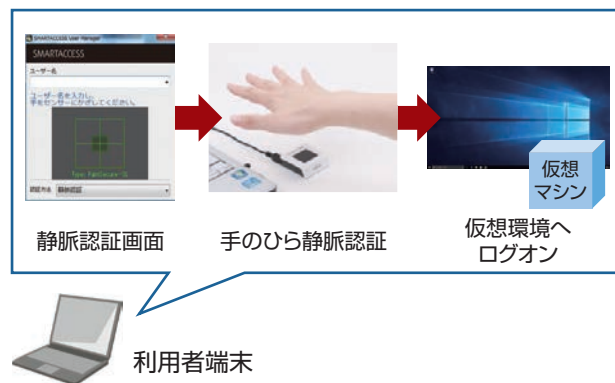 SMARTACCESS User Manager
SMARTACCESS
ユーザー名
ユーザー名を入力し、
手をセンサーにかざしてください。
認証方法
静脈認証
仮想
マシン
静脈認証画面
手のひら静脈認証
仮想環境へ
ログオン
利用者端末